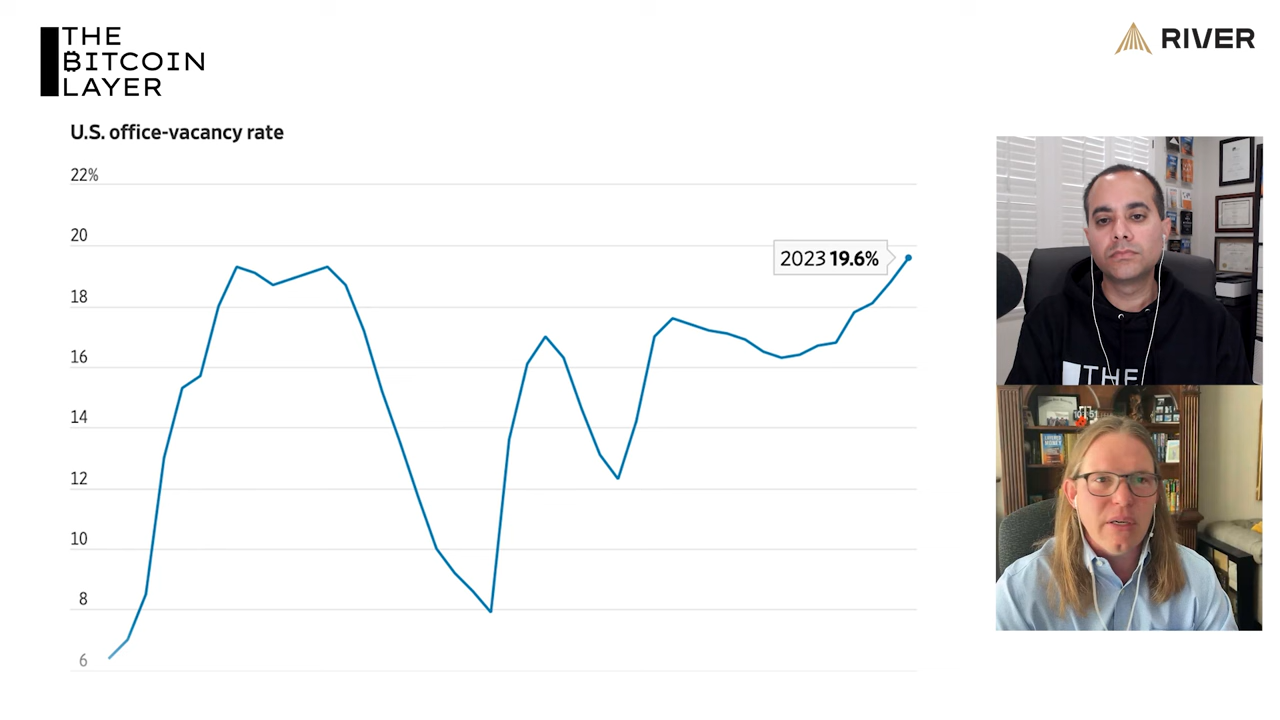 THE
BITCOIN
LAYER
RIVER
U.S. office-vacancy rate
22%
20
18
16
14
12
10
8
6
2023 19.6%
THE